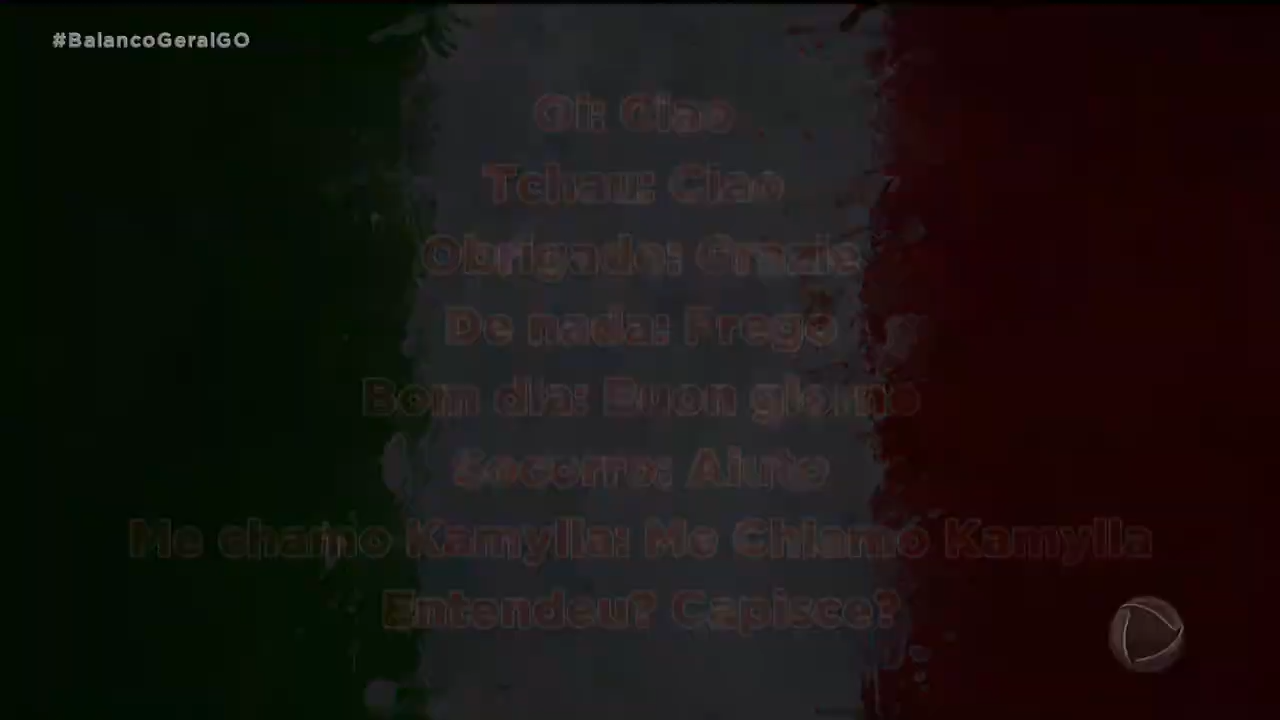 #BalancoGeralGO
Oi: Ciao
Tchau: Ciao
Obrigado: Grazie
De nada: Prego
Bom dia: Buon giorno
Socorro: Aiuto
Me chamo Kamylla: Me Chiamo Kamylla
Entendeu? Capisce?